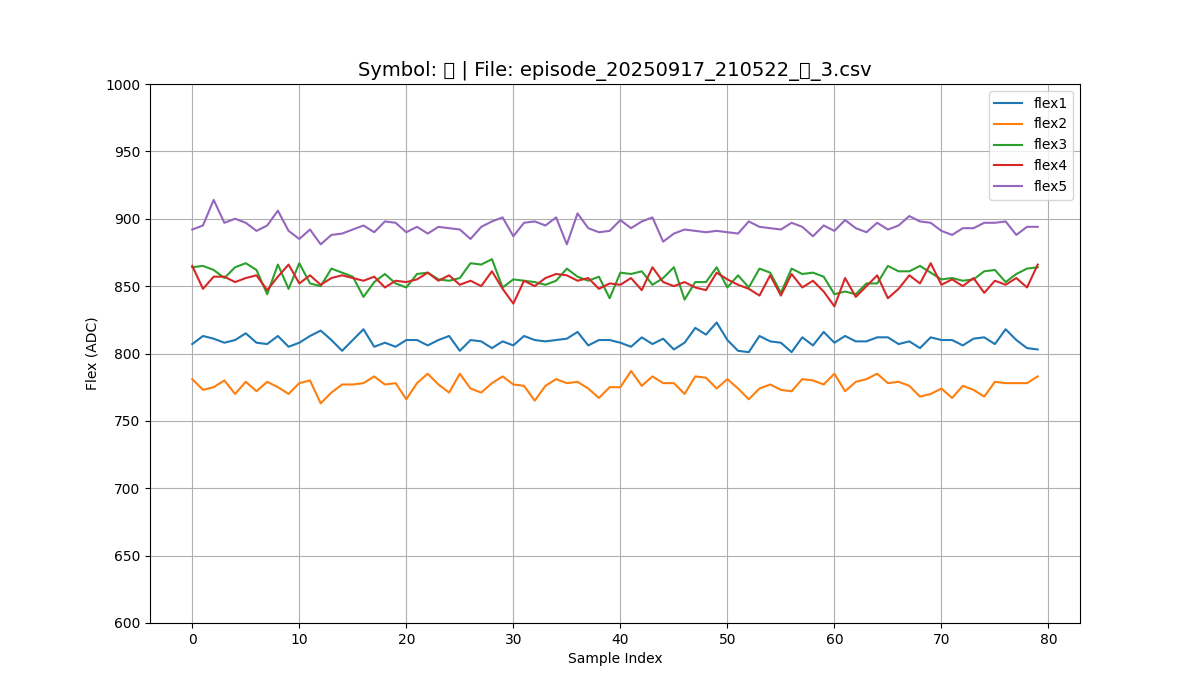 Symbol: | File: episode_20250917_210522_ _3.csv
1000
950
900
850
800
750
700
650
600
Flex (ADC)
flex1
flex2
flex3
flex4
flex5
0 10 20 30 40 50 60 70 80
Sample Index